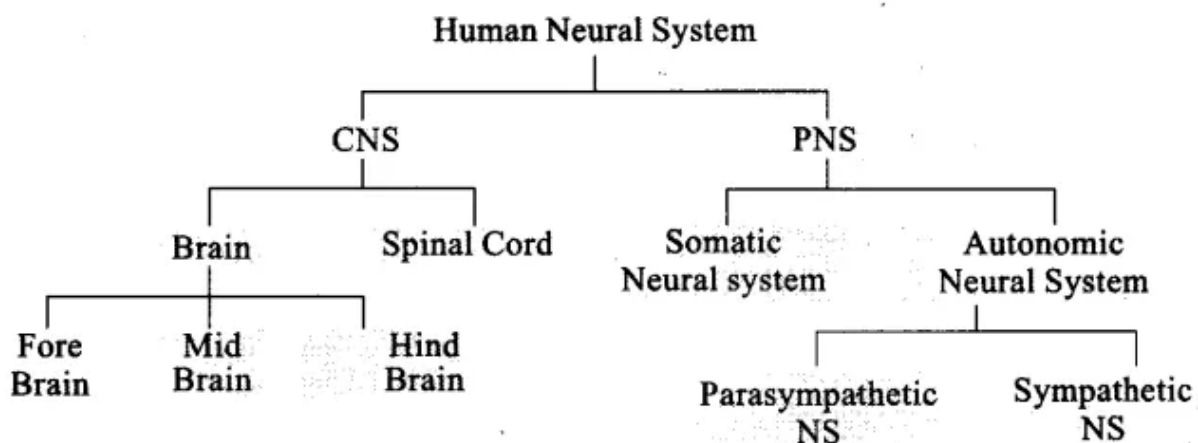 Human Neural System
CNS
PNS
Brain
Spinal Cord
Somatic
Neural system
Autonomic
Neural System
Fore
Brain
Mid
Brain
Hind
Brain
Parasympathetic
NS
Sympathetic
NS